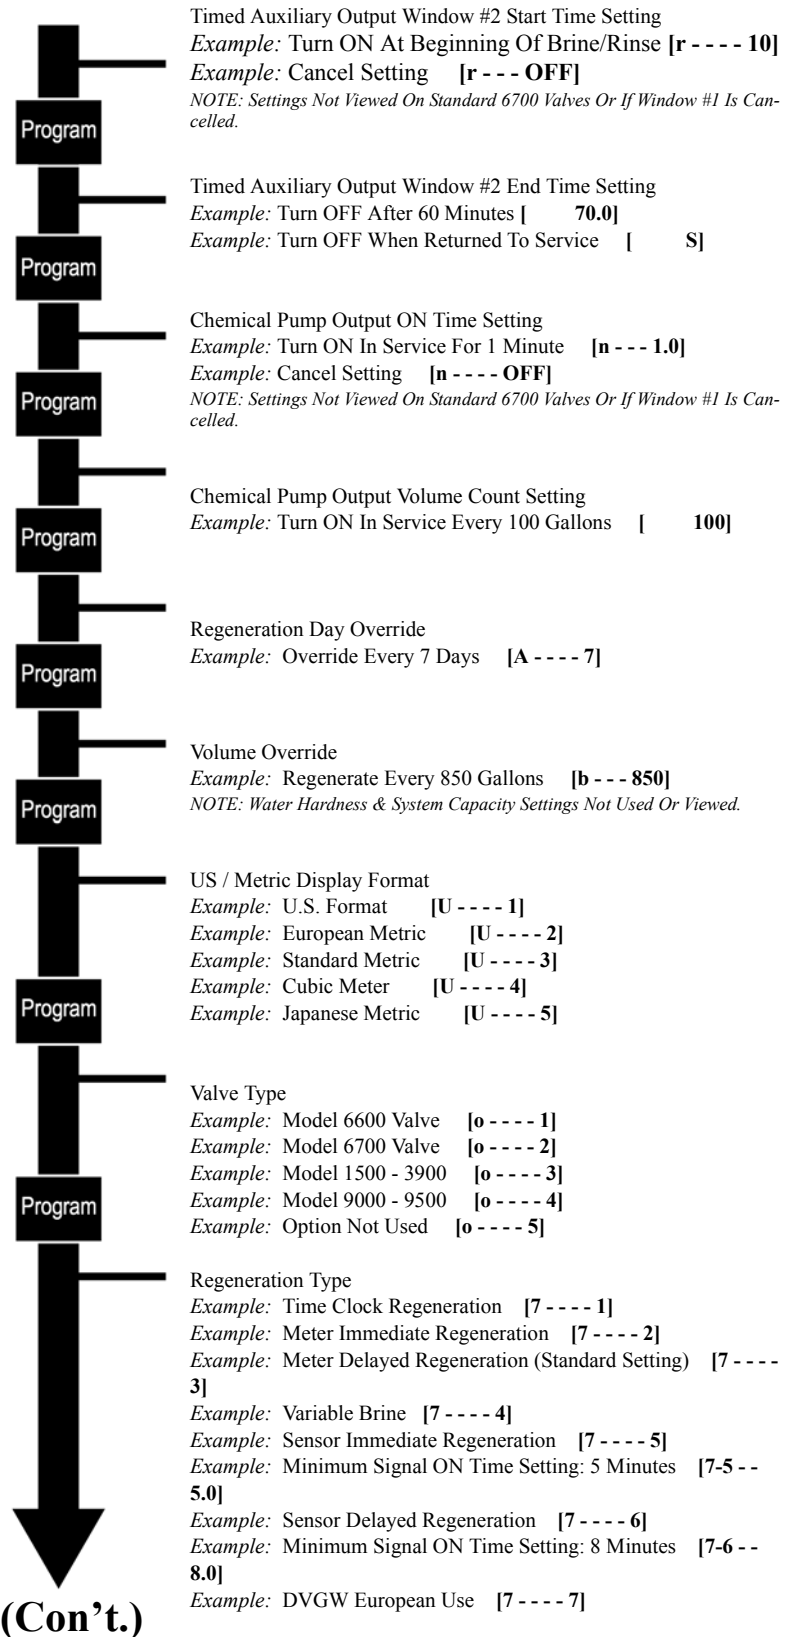 Timed Auxiliary Output Window #2 Start Time Setting
Example: Turn ON At Beginning Of Brine/Rinse [r - - - - 10]
Example: Cancel Setting [r - - - OFF]
NOTE: Settings Not Viewed On Standard 6700 Valves Or If Window #1 Is Can-
celled.
Program
Timed Auxiliary Output Window #2 End Time Setting
Example: Turn OFF After 60 Minutes [ 70.0]
Example: Turn OFF When Returned To Service [ S]
Program
Chemical Pump Output ON Time Setting
Example: Turn ON In Service For 1 Minute [n - - - 1.0]
Example: Cancel Setting [n - - - - OFF]
NOTE: Settings Not Viewed On Standard 6700 Valves Or If Window #1 Is Can-
celled.
Program
Chemical Pump Output Volume Count Setting
Example: Turn ON In Service Every 100 Gallons [ 100]
Program
Regeneration Day Override
Example: Override Every 7 Days [A - - - - 7]
Program
Volume Override
Example: Regenerate Every 850 Gallons [b - - - 850]
NOTE: Water Hardness & System Capacity Settings Not Used Or Viewed.
Program
US / Metric Display Format
Example: U.S. Format [U - - - - 1]
Example: European Metric [U - - - - 2]
Example: Standard Metric [U - - - - 3]
Example: Cubic Meter [U - - - - 4]
Example: Japanese Metric [U - - - - 5]
Program
Valve Type
Example: Model 6600 Valve [o - - - - 1]
Example: Model 6700 Valve [o - - - - 2]
Example: Model 1500 - 3900 [o - - - - 3]
Example: Model 9000 - 9500 [o - - - - 4]
Example: Option Not Used [o - - - - 5]
Program
Regeneration Type
Example: Time Clock Regeneration [7 - - - - 1]
Example: Meter Immediate Regeneration [7 - - - - 2]
Example: Meter Delayed Regeneration (Standard Setting) [7 - - - -
3]
Example: Variable Brine [7 - - - - 4]
Example: Sensor Immediate Regeneration [7 - - - - 5]
Example: Minimum Signal ON Time Setting: 5 Minutes [7-5 - -
5.0]
Example: Sensor Delayed Regeneration [7 - - - - 6]
Example: Minimum Signal ON Time Setting: 8 Minutes [7-6 - -
8.0]
Example: DVGW European Use [7 - - - - 7]
(Con't.)